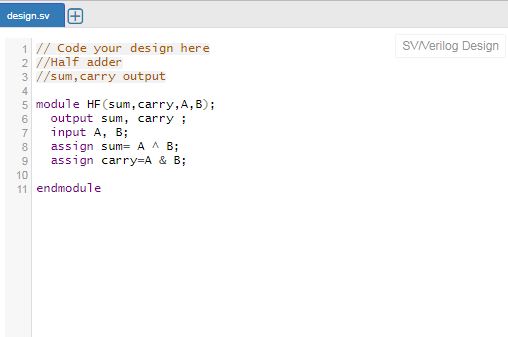 design.sv
SV/Verilog Design
1 // Code your design here
2 //Half adder
3 //sum,carry output
4
5 module HF(sum,carry,A,B);
6 output sum, carry ;
7 input A, B;
8 assign sum= A ^ B;
9 assign carry=A & B;
10
11 endmodule